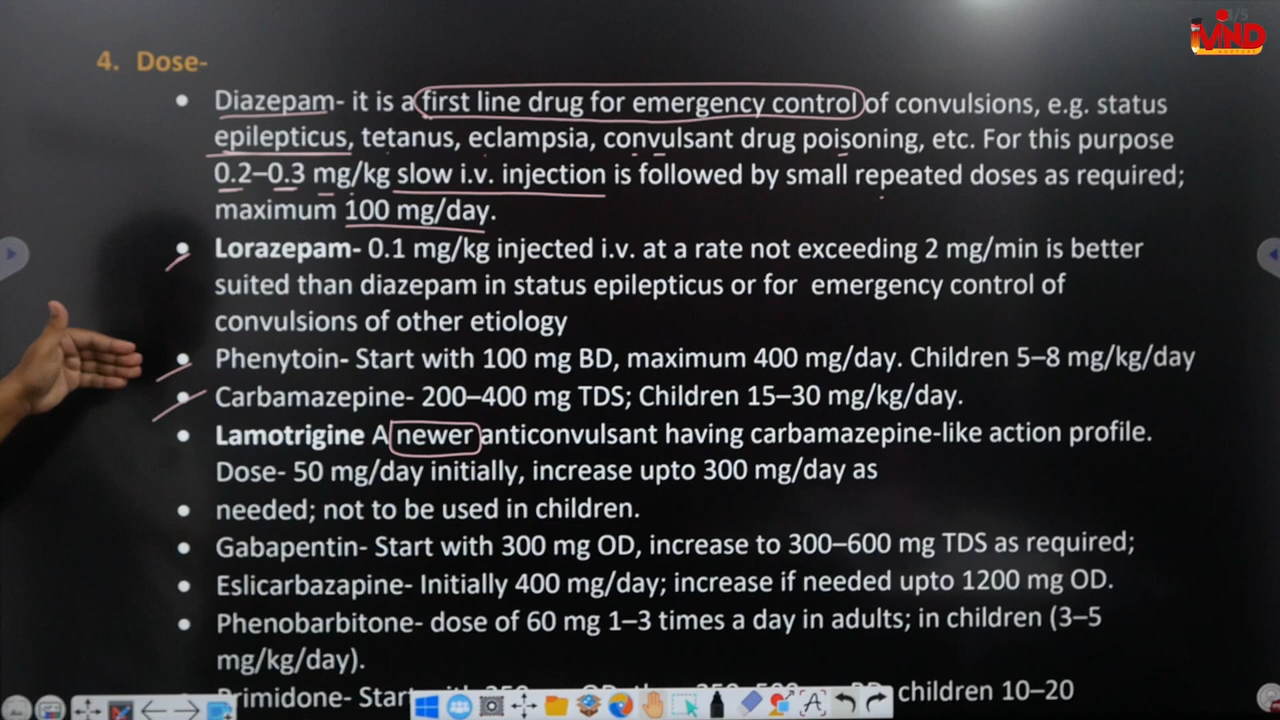 3/5
MIND
4. Dose-
• Diazepam- it is a first line drug for emergency control of convulsions, e.g. status
epilepticus, tetanus, eclampsia, convulsant drug poisoning, etc. For this purpose
0.2–0.3 mg/kg slow i.v. injection is followed by small repeated doses as required;
maximum 100 mg/day.
• Lorazepam- 0.1 mg/kg injected i.v. at a rate not exceeding 2 mg/min is better
suited than diazepam in status epilepticus or for emergency control of
convulsions of other etiology
• Phenytoin- Start with 100 mg BD, maximum 400 mg/day. Children 5–8 mg/kg/day
• Carbamazepine- 200–400 mg TDS; Children 15–30 mg/kg/day.
• Lamotrigine A newer anticonvulsant having carbamazepine-like action profile.
Dose- 50 mg/day initially, increase upto 300 mg/day as
• needed; not to be used in children.
• Gabapentin- Start with 300 mg OD, increase to 300–600 mg TDS as required;
• Eslicarbazapine- Initially 400 mg/day; increase if needed upto 1200 mg OD.
• Phenobarbitone- dose of 60 mg 1–3 times a day in adults; in children (3–5
mg/kg/day).
Primidone- Start children 10–20